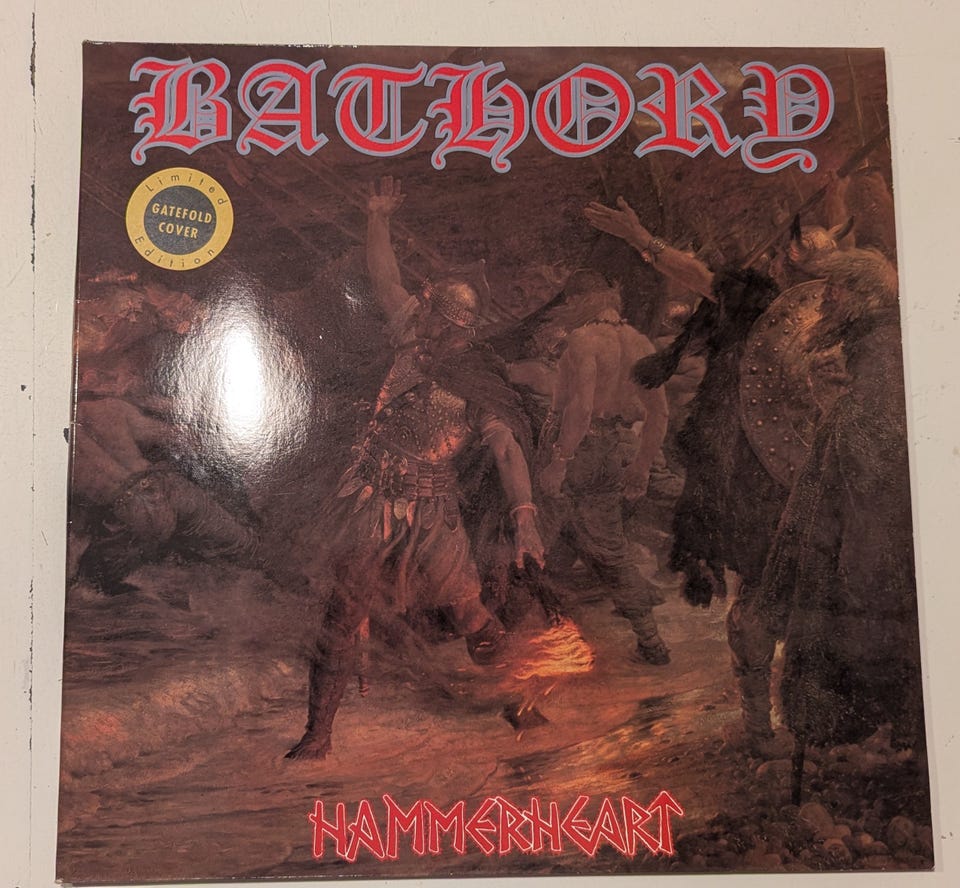 BATHORY
Limited
GATEFOLD
COVER
Edition
HAMMERHEART